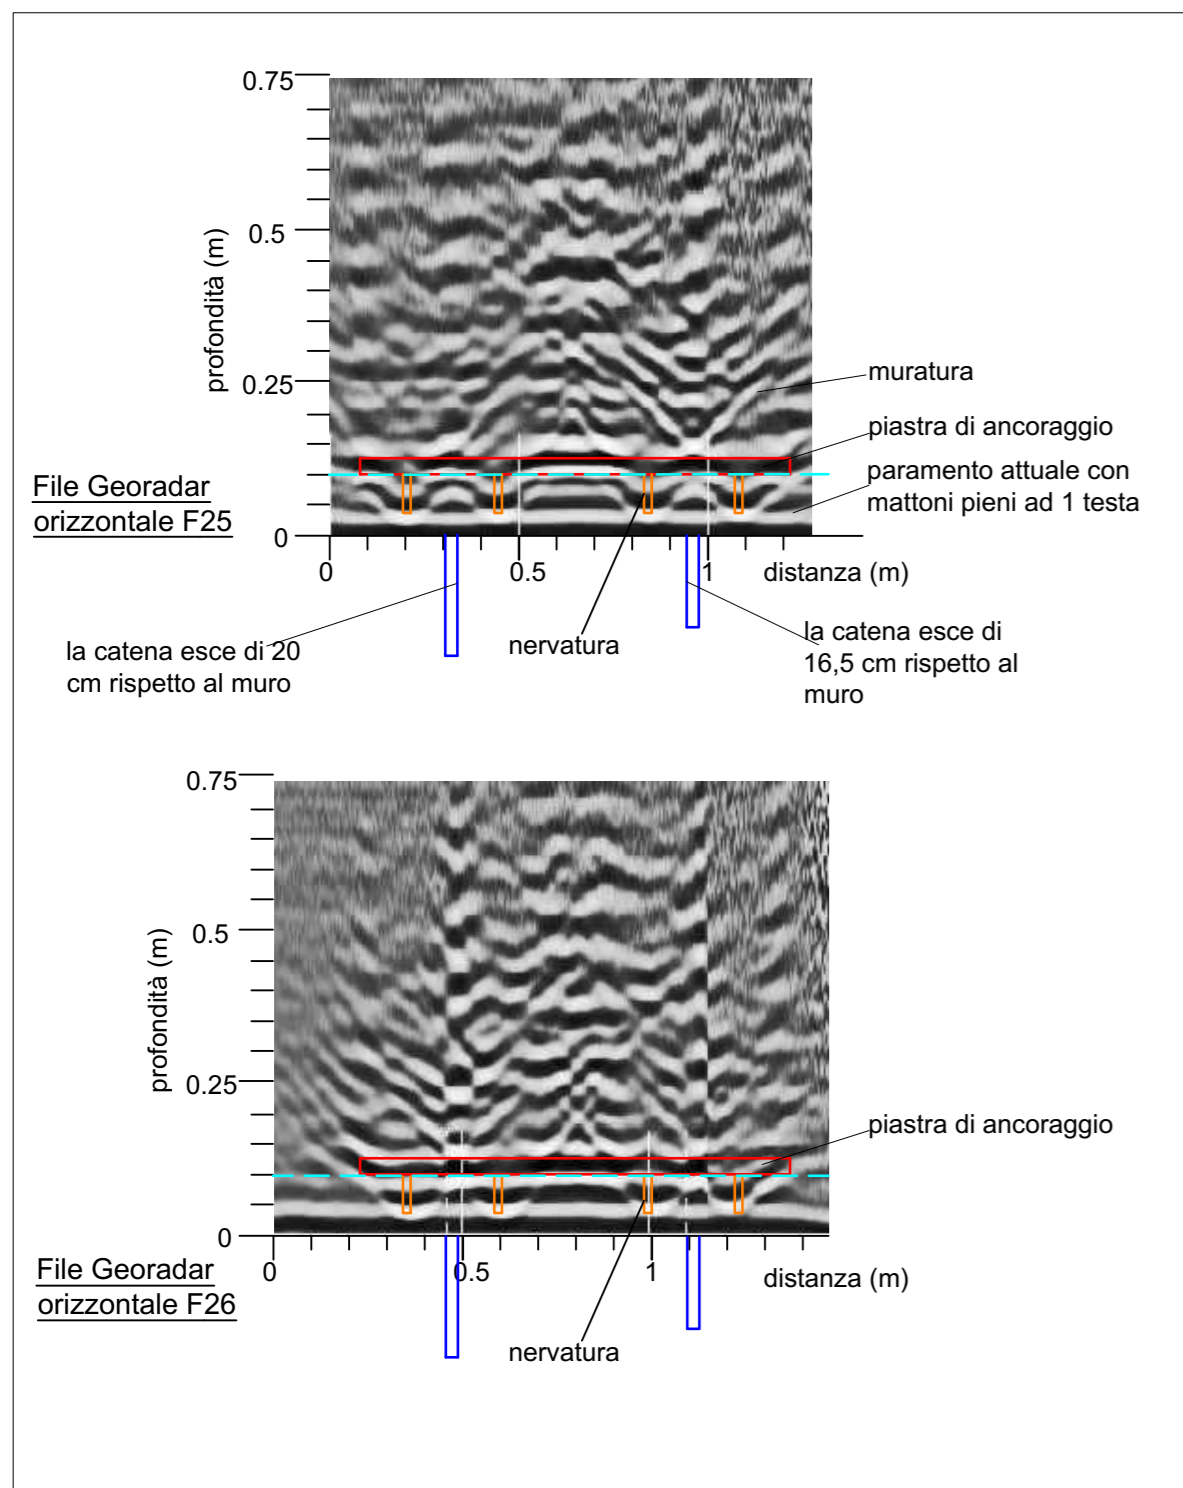 0.75
0.5
0.25
0
profondità (m)
muratura
piastra di ancoraggio
paramento attuale con
mattoni pieni ad 1 testa
File Georadar
orizzontale F25
0
0.5
1
distanza (m)
la catena esce di 20
cm rispetto al muro
nervatura
la catena esce di
16,5 cm rispetto al
muro
0.75
0.5
0.25
0
profondità (m)
piastra di ancoraggio
File Georadar
orizzontale F26
0
0.5
1
distanza (m)
nervatura